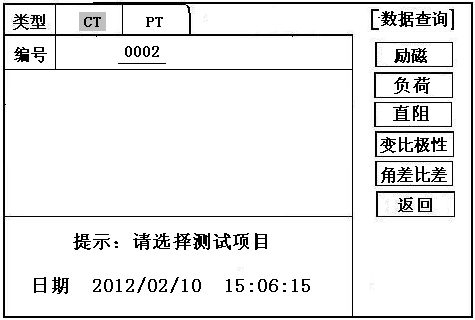 类型 CT PT
编号 0002
提示：请选择测试项目
日期 2012/02/10 15:06:15
[数据查询]
励磁
负荷
直阻
变比极性
角差比差
返回